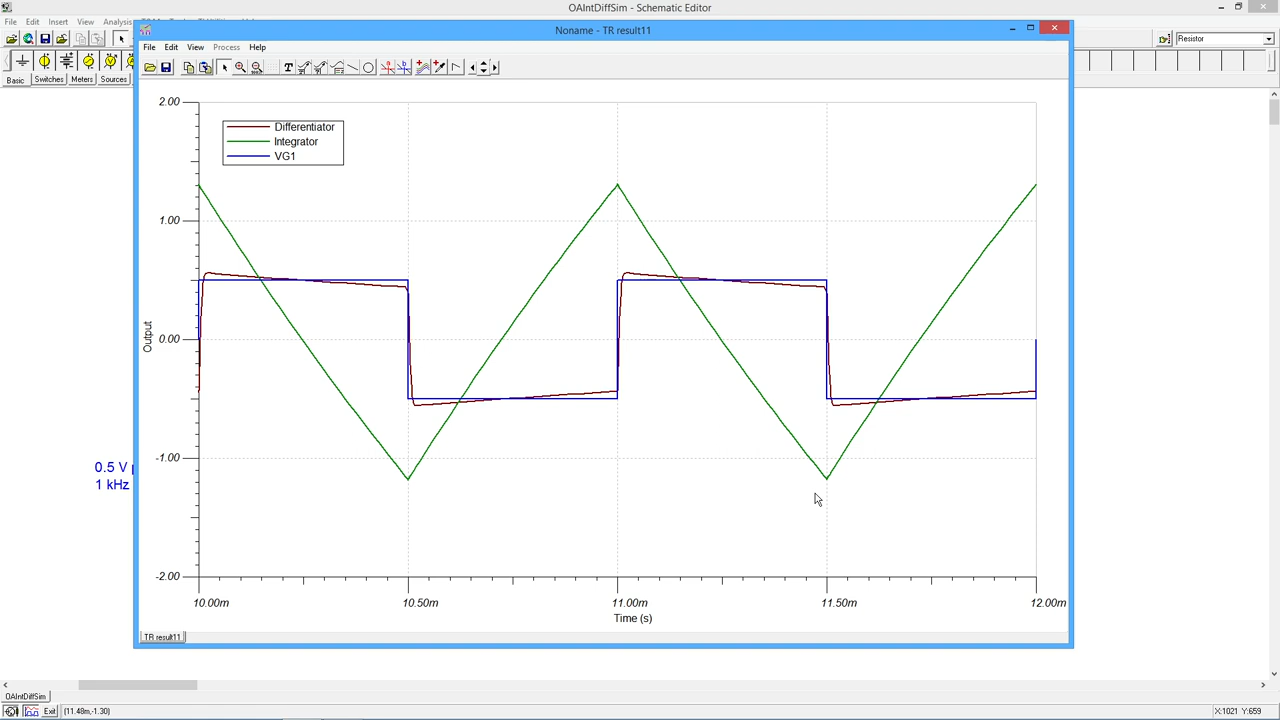 OAIntDiffSim - Schematic Editor
File Edit Insert View Analysis
Noname - TR result11
File Edit View Process Help
Resistor
Basic Switches Meters Sources
2.00
Differentiator
Integrator
VG1
1.00
Output
0.00
-1.00
0.5 V
1 kHz
-2.00
10.00m 10.50m 11.00m 11.50m 12.00m
Time (s)
TR result11
OAIntDiffSim
Exit (11.48m,-1.30) X:1021 Y:659